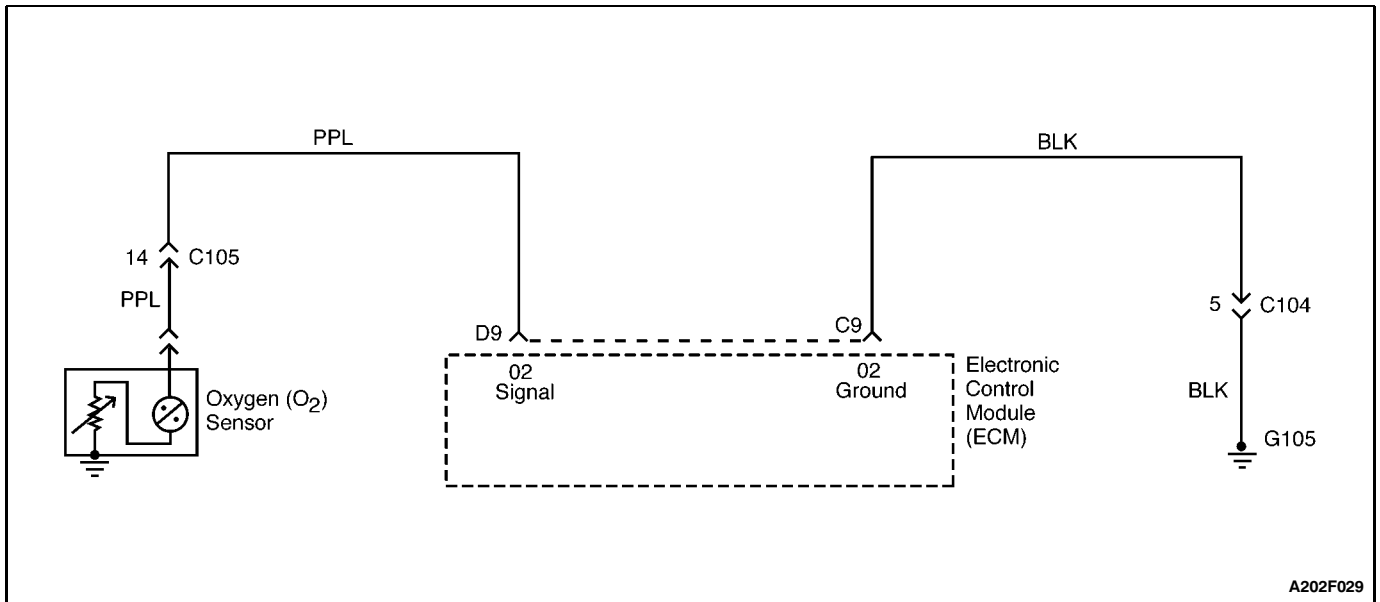 PPL
BLK
14 C105
PPL
5 C104
D9
C9
02
Signal
02
Ground
Electronic
Control
Module
(ECM)
Oxygen (O2)
Sensor
BLK
G105
A202F029